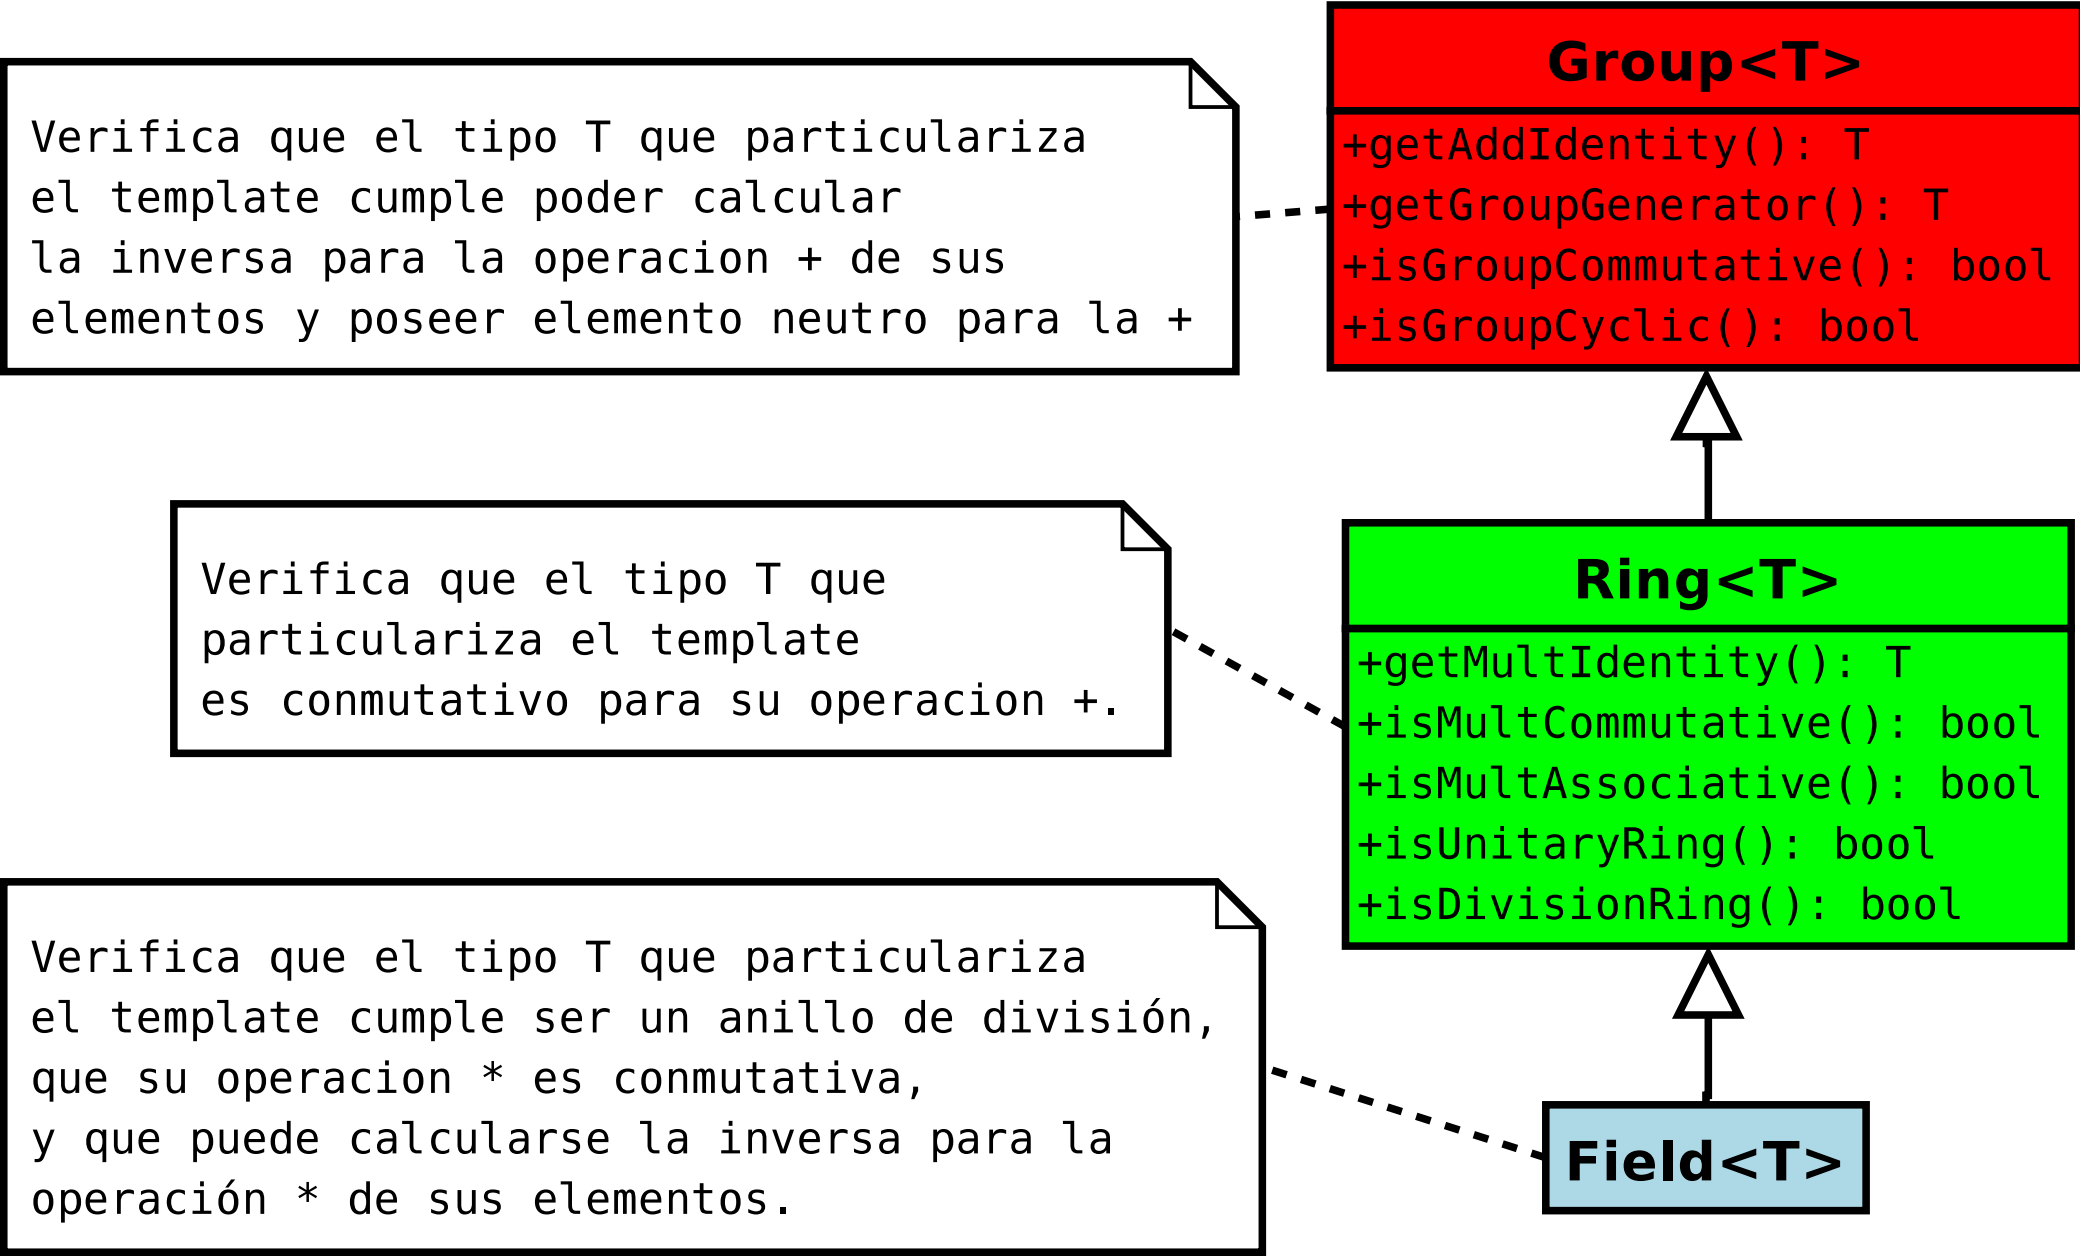 Group<T>
+getAddIdentity(): T
+getGroupGenerator(): T
+isGroupCommutative(): bool
+isGroupCyclic(): bool
Verifica que el tipo T que particulariza
el template cumple poder calcular
la inversa para la operacion + de sus
elementos y poseer elemento neutro para la +
Ring<T>
+getMultIdentity(): T
+isMultCommutative(): bool
+isMultAssociative(): bool
+isUnitaryRing(): bool
+isDivisionRing(): bool
Verifica que el tipo T que
particulariza el template
es conmutativo para su operacion +.
Verifica que el tipo T que particulariza
el template cumple ser un anillo de división,
que su operacion * es conmutativa,
y que puede calcularse la inversa para la
operación * de sus elementos.
Field<T>